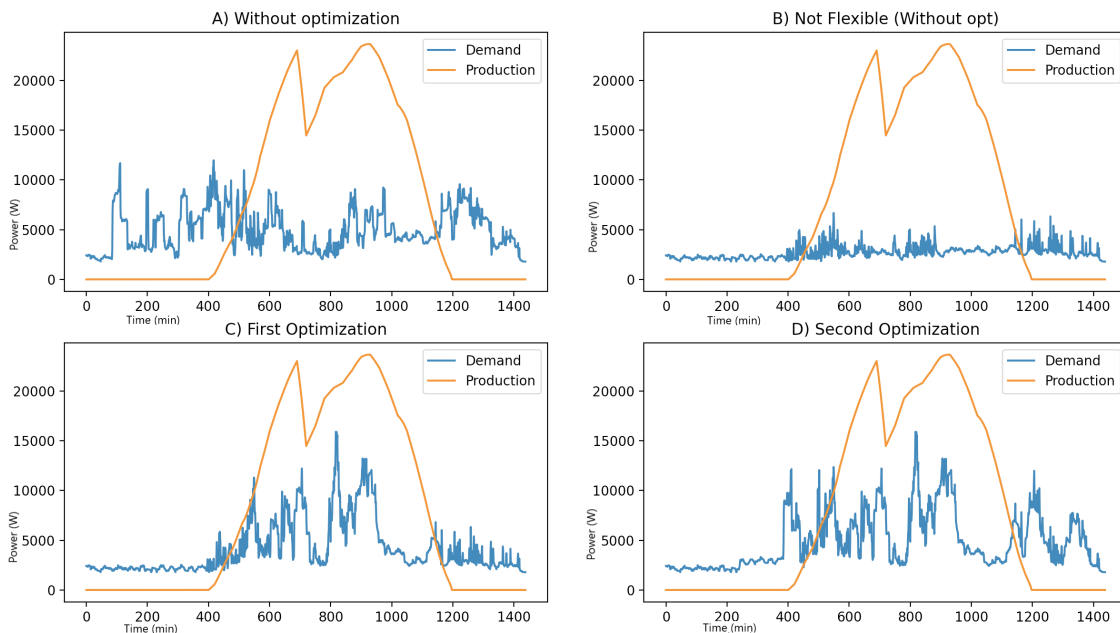 A) Without optimization
Demand
Production
Power (W)
20000
15000
10000
5000
0
0 200 400 600 800 1000 1200 1400
Time (min)
B) Not Flexible (Without opt)
Demand
Production
Power (W)
20000
15000
10000
5000
0
0 200 400 600 800 1000 1200 1400
Time (min)
C) First Optimization
Demand
Production
Power (W)
20000
15000
10000
5000
0
0 200 400 600 800 1000 1200 1400
Time (min)
D) Second Optimization
Demand
Production
Power (W)
20000
15000
10000
5000
0
0 200 400 600 800 1000 1200 1400
Time (min)